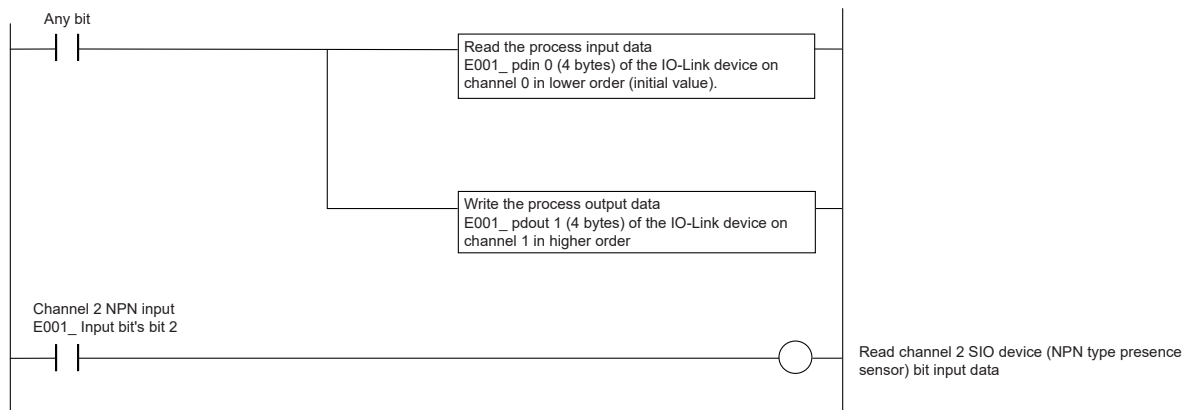 Any bit
Read the process input data
E001_ pdin 0 (4 bytes) of the IO-Link device on
channel 0 in lower order (initial value).
Write the process output data
E001_ pdout 1 (4 bytes) of the IO-Link device on
channel 1 in higher order
Channel 2 NPN input
E001_ Input bit's bit 2
Read channel 2 SIO device (NPN type presence
sensor) bit input data